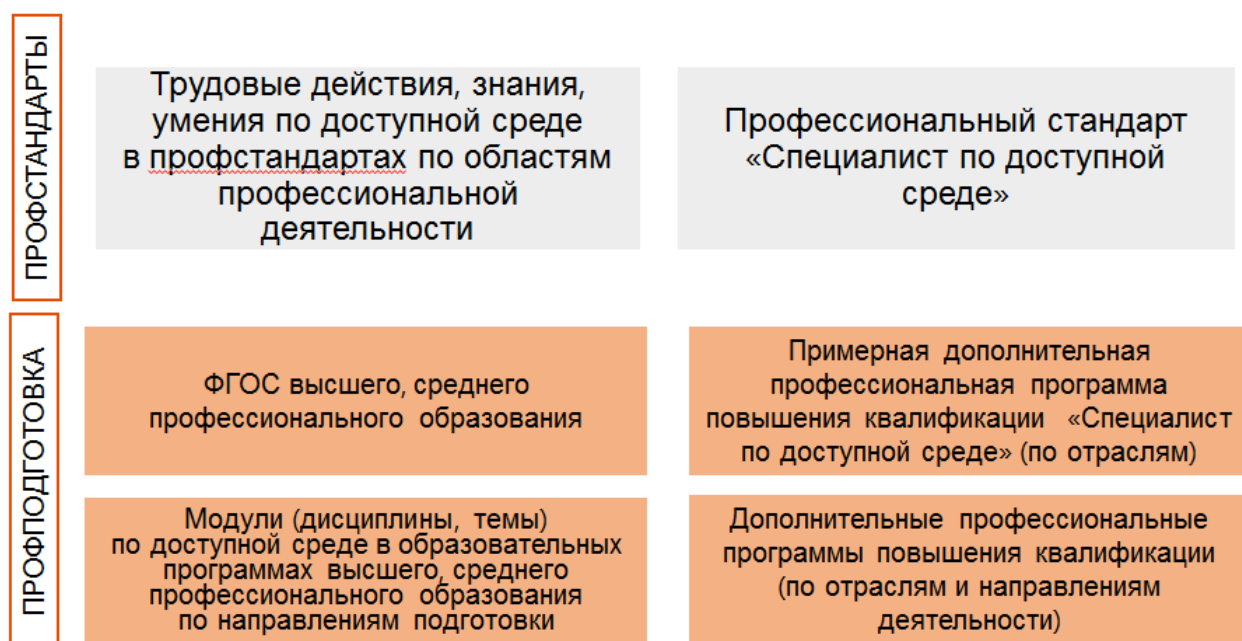 ПРОФСТАНДАРТЫ
Трудовые действия, знания,
умения по доступной среде
в профстандартах по областям
профессиональной
деятельности
Профессиональный стандарт
«Специалист по доступной
среде»
ПРОФПОДГОТОВКА
ФГОС высшего, среднего
профессионального образования
Примерная дополнительная
профессиональная программа
повышения квалификации «Специалист
по доступной среде» (по отраслям)
Модули (дисциплины, темы)
по доступной среде в образовательных
программах высшего, среднего
профессионального образования
по направлениям подготовки
Дополнительные профессиональные
программы повышения квалификации
(по отраслям и направлениям
деятельности)